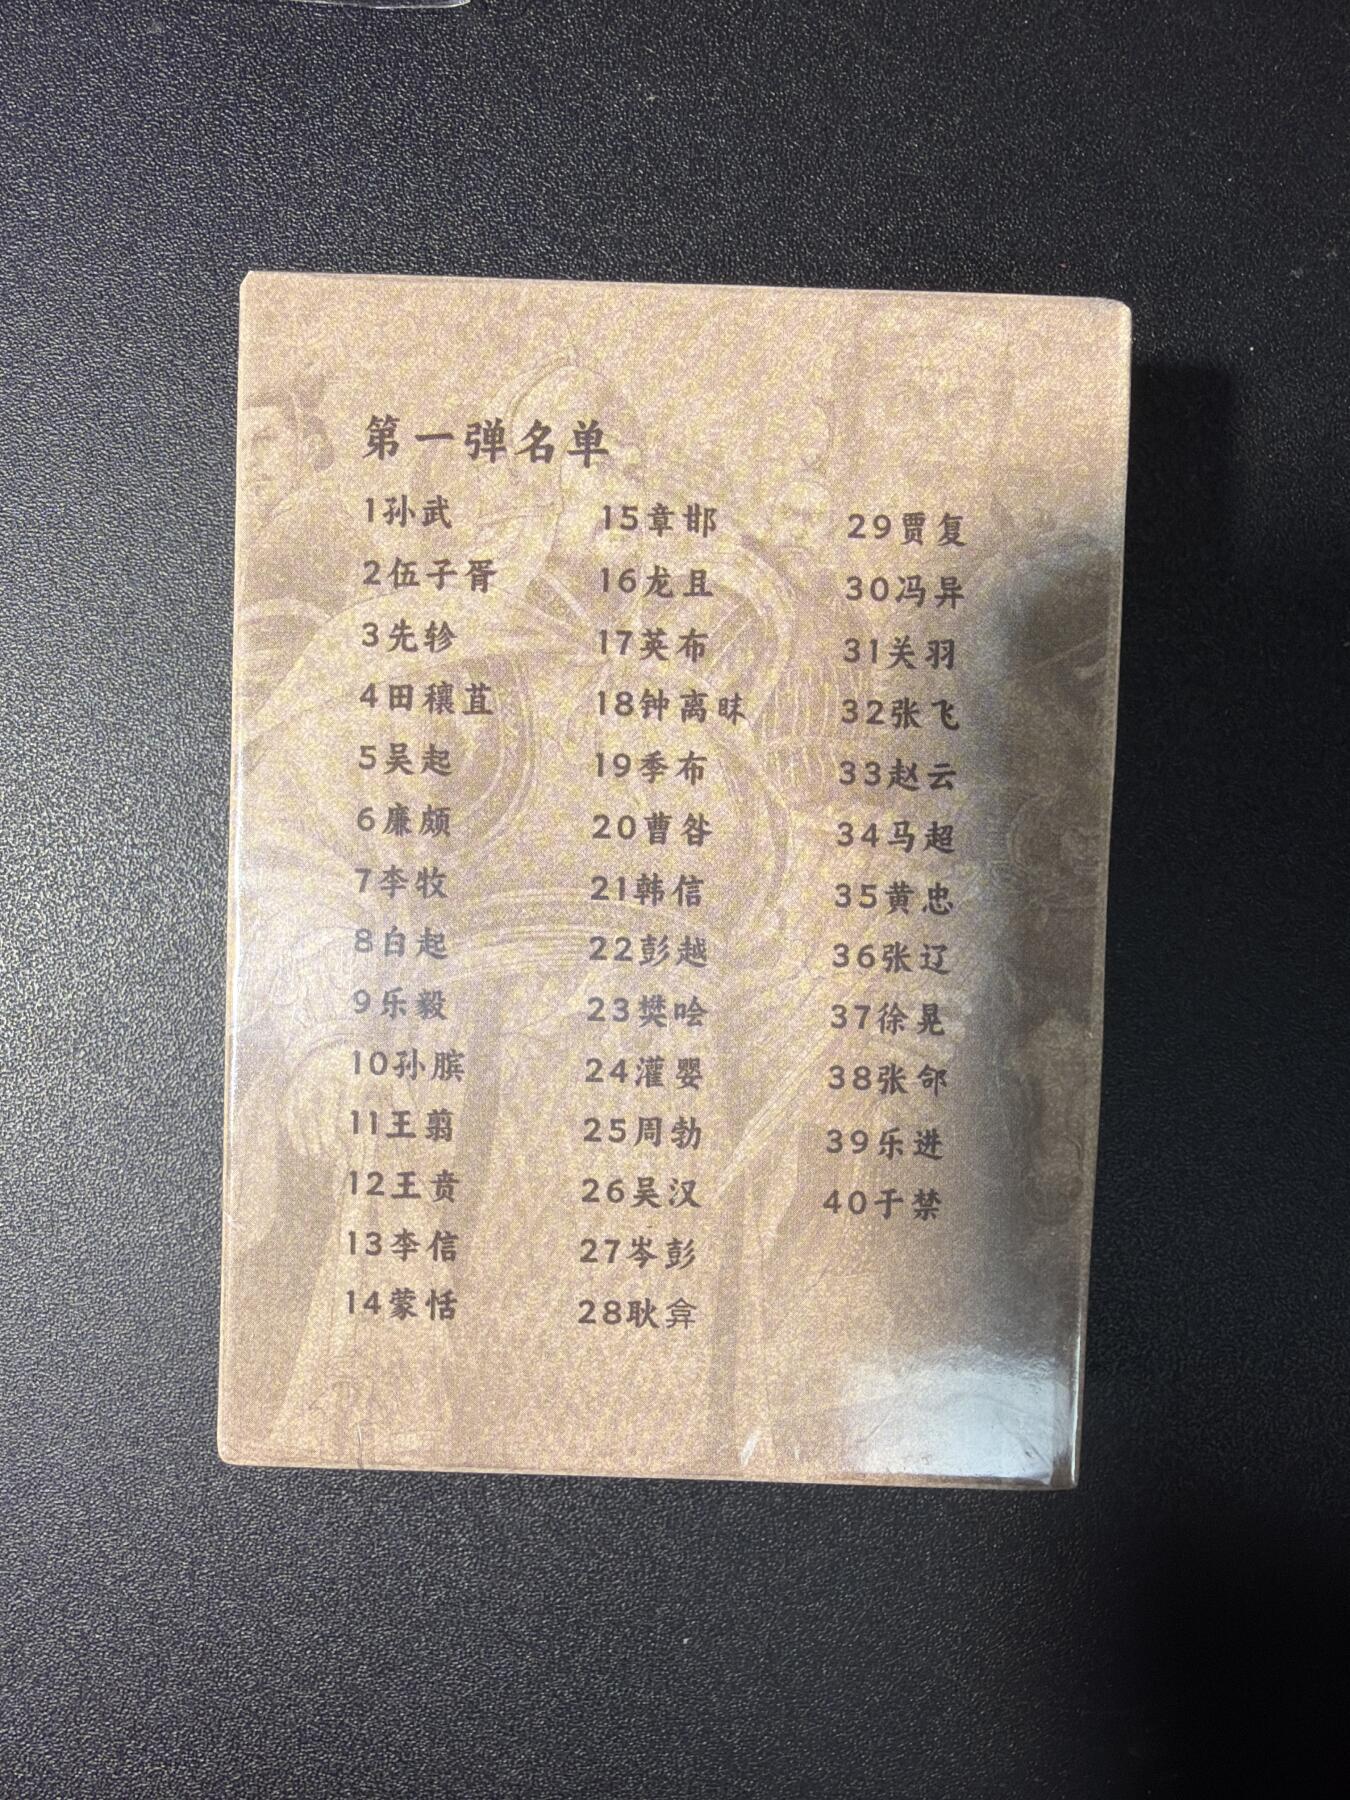 第一弹名单
1孙武
2伍子胥
3先轸
4田穰苴
5吴起
6廉颇
7李牧
8白起
9乐毅
10孙膑
11王翦
12王贲
13李信
14蒙恬
15章邯
16龙且
17英布
18钟离昧
19季布
20曹咎
21韩信
22彭越
23樊哙
24灌婴
25周勃
26吴汉
27岑彭
28耿弇
29贾复
30冯异
31关羽
32张飞
33赵云
34马超
35黄忠
36张辽
37徐晃
38张郃
39乐进
40于禁